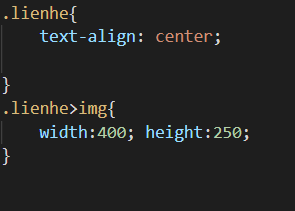 .lienhe{
    text-align: center;

}
.lienhe>img{
    width:400; height:250;
}